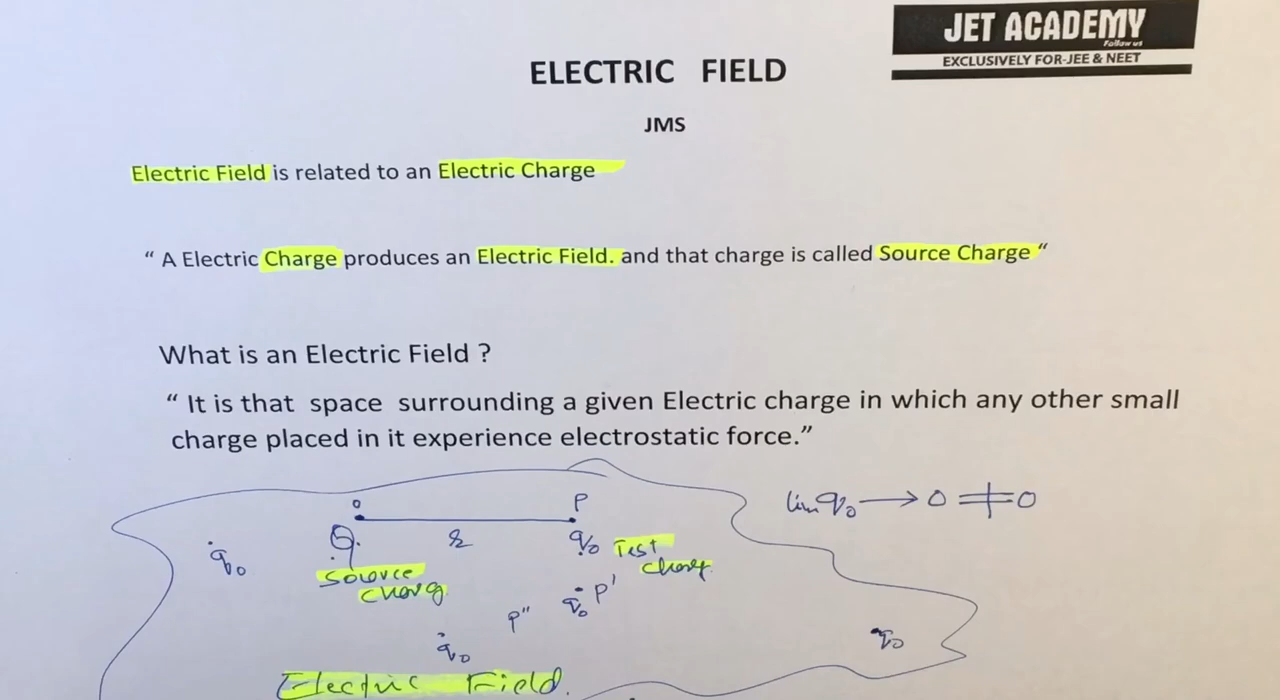 JET ACADEMY
Follow us
EXCLUSIVELY FOR-JEE & NEET
ELECTRIC FIELD
JMS
Electric Field is related to an Electric Charge
“ A Electric Charge produces an Electric Field. and that charge is called Source Charge “
What is an Electric Field ?
“ It is that space surrounding a given Electric charge in which any other small
charge placed in it experience electrostatic force.”
o P
lim q₀ → 0 ≠ 0
q₀ Q r q₀ Test
Source charge
charg
q₀ P'
P"
q₀
q₀
Electric Field.